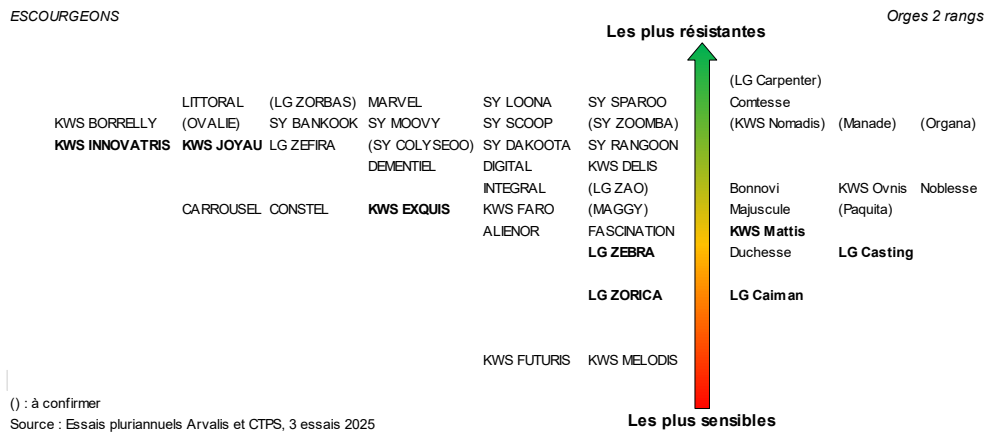 ESCOURGEONS Orges 2 rangs
Les plus résistantes
(LG Carpenter)
LITTORAL (LG ZORBAS) MARVEL SY LOONA SY SPAROO Comtesse
KWS BORRELLY (OVALIE) SY BANKOOK SY MOOVY SY SCOOP (SY ZOOMBA) (KWS Nomadis) (Manade) (Organa)
KWS INNOVATRIS KWS JOYAU LG ZEFIRA (SY COLYSEOO) SY DAKOOTA SY RANGOON
DEMENTIEL DIGITAL KWS DELIS
INTEGRAL (LG ZAO) Bonnovi KWS Ovnis Noblesse
CARROUSEL CONSTEL KWS EXQUIS KWS FARO (MAGGY) Majuscule (Paquita)
ALIENOR FASCINATION KWS Mattis
LG ZEBRA Duchesse LG Casting
LG ZORICA LG Caiman
KWS FUTURIS KWS MELODIS
() : à confirmer
Source : Essais pluriannuels Arvalis et CTPS, 3 essais 2025
Les plus sensibles